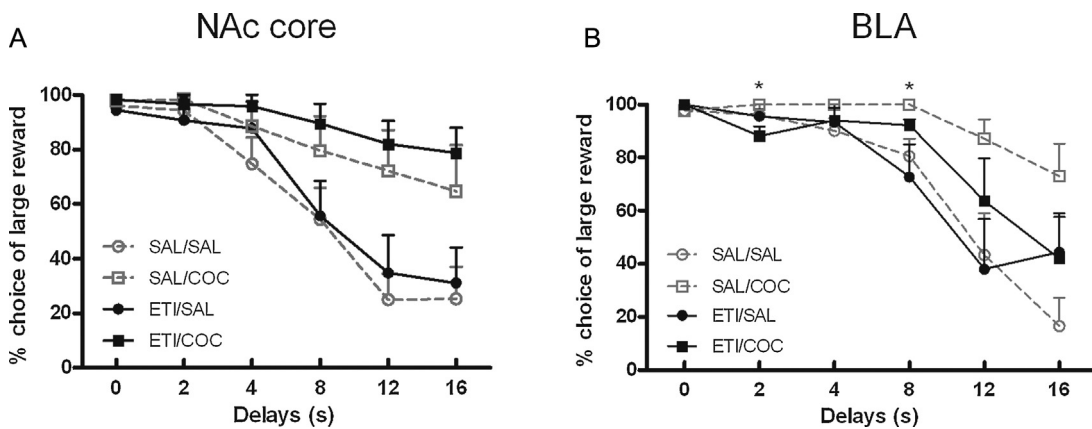 A
NAc core
% choice of large reward
100
80
60
40
20
0
SAL/SAL
SAL/COC
ETI/SAL
ETI/COC
0 2 4 8 12 16
Delays (s)
B
BLA
% choice of large reward
* *
100
80
60
40
20
0
SAL/SAL
SAL/COC
ETI/SAL
ETI/COC
0 2 4 8 12 16
Delays (s)